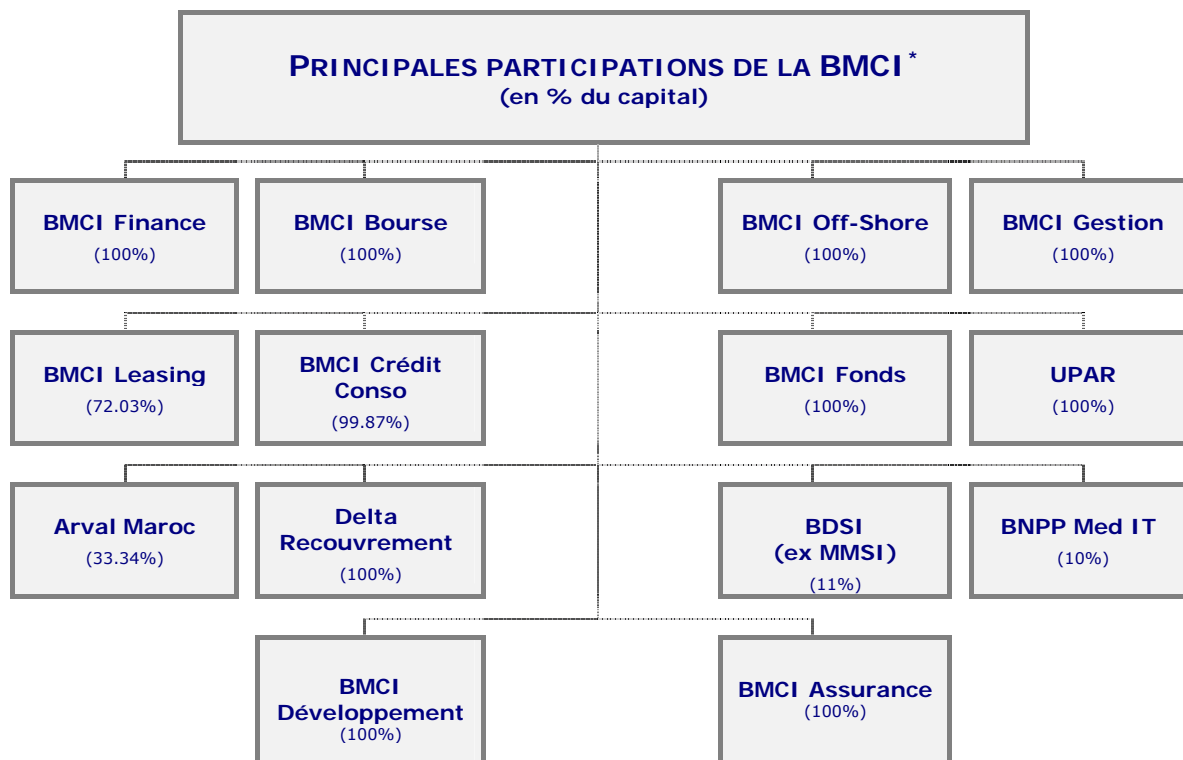 PRINCIPALES PARTICIPATIONS DE LA BMCI*
(en % du capital)
BMCI Finance
(100%)
BMCI Bourse
(100%)
BMCI Off-Shore
(100%)
BMCI Gestion
(100%)
BMCI Leasing
(72.03%)
BMCI Crédit
Conso
(99.87%)
BMCI Fonds
(100%)
UPAR
(100%)
Arval Maroc
(33.34%)
Delta
Recouvrement
(100%)
BDSI
(ex MMSI)
(11%)
BNPP Med IT
(10%)
BMCI
Développement
(100%)
BMCI Assurance
(100%)